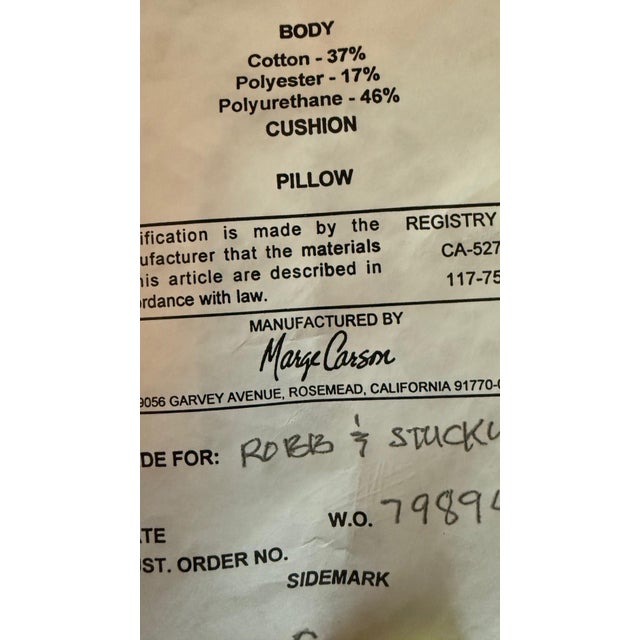 BODY
Cotton - 37%
Polyester - 17%
Polyurethane - 46%
CUSHION
PILLOW
ification is made by the
ufacturer that the materials
his article are described in
rdance with law.
REGISTRY
CA-527
117-75
MANUFACTURED BY
Marge Carson
9056 GARVEY AVENUE, ROSEMEAD, CALIFORNIA 91770-
DE FOR: ROBB & STUCK
W.O. 7989
TE
ST. ORDER NO.
SIDEMARK